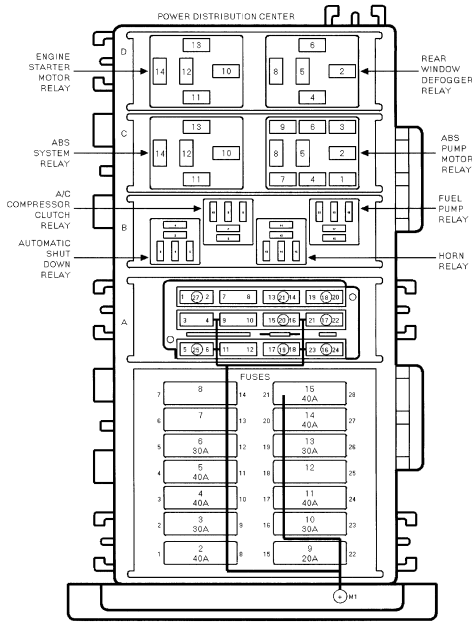 POWER DISTRIBUTION CENTER
ENGINE
STARTER
MOTOR
RELAY
D
13
14 12 10
11
6
8 5 2
4
REAR
WINDOW
DEFOGGER
RELAY
ABS
SYSTEM
RELAY
C
13
14 12 10
11
9 6 3
8 5 2
7 4 1
ABS
PUMP
MOTOR
RELAY
A/C
COMPRESSOR
CLUTCH
RELAY
AUTOMATIC
SHUT
DOWN
RELAY
B
FUEL
PUMP
RELAY
HORN
RELAY
A
1 27 2 7 8 13 21 14 19 18 20
3 4 9 10 15 20 16 21 17 22
5 25 6 11 12 17 19 18 23 16 24
FUSES
7 8 14 21 15 40A 28
6 7 13 20 14 40A 27
5 6 30A 12 19 13 30A 26
4 5 40A 11 18 12 25
3 4 40A 10 17 11 40A 24
2 3 30A 9 16 10 30A 23
1 2 40A 8 15 9 20A 22
+ M1